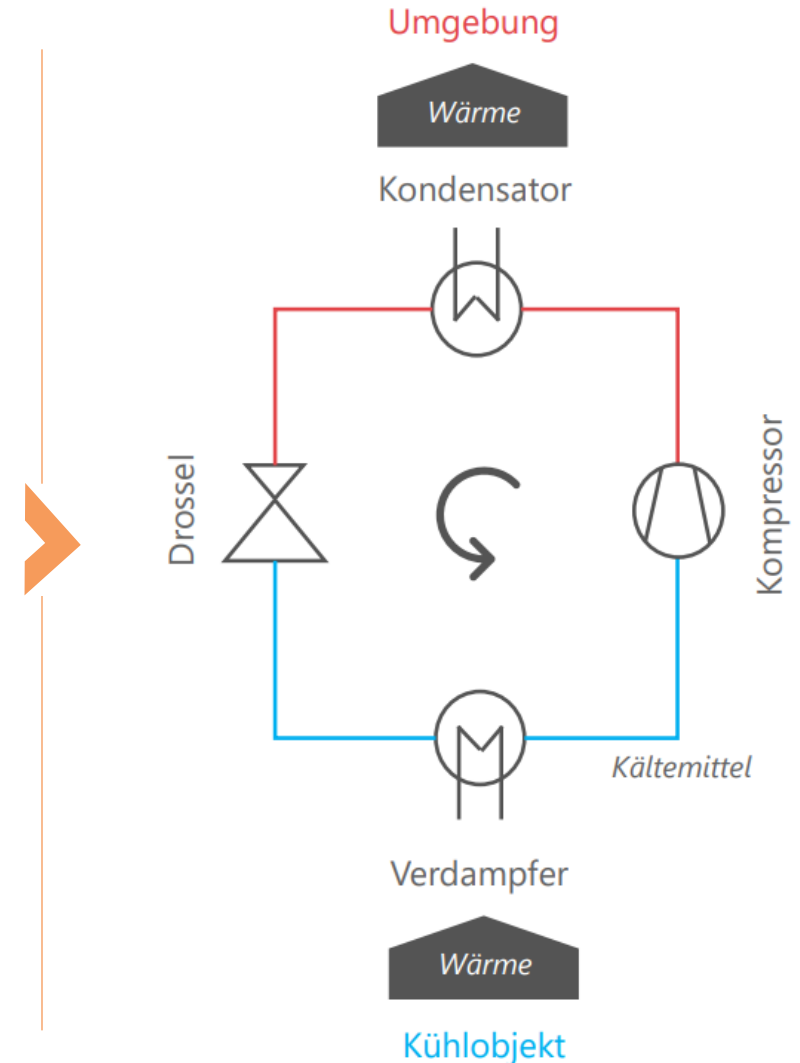 Umgebung
Wärme
Kondensator
Drossel
Kompressor
Kältemittel
Verdampfer
Wärme
Kühlobjekt